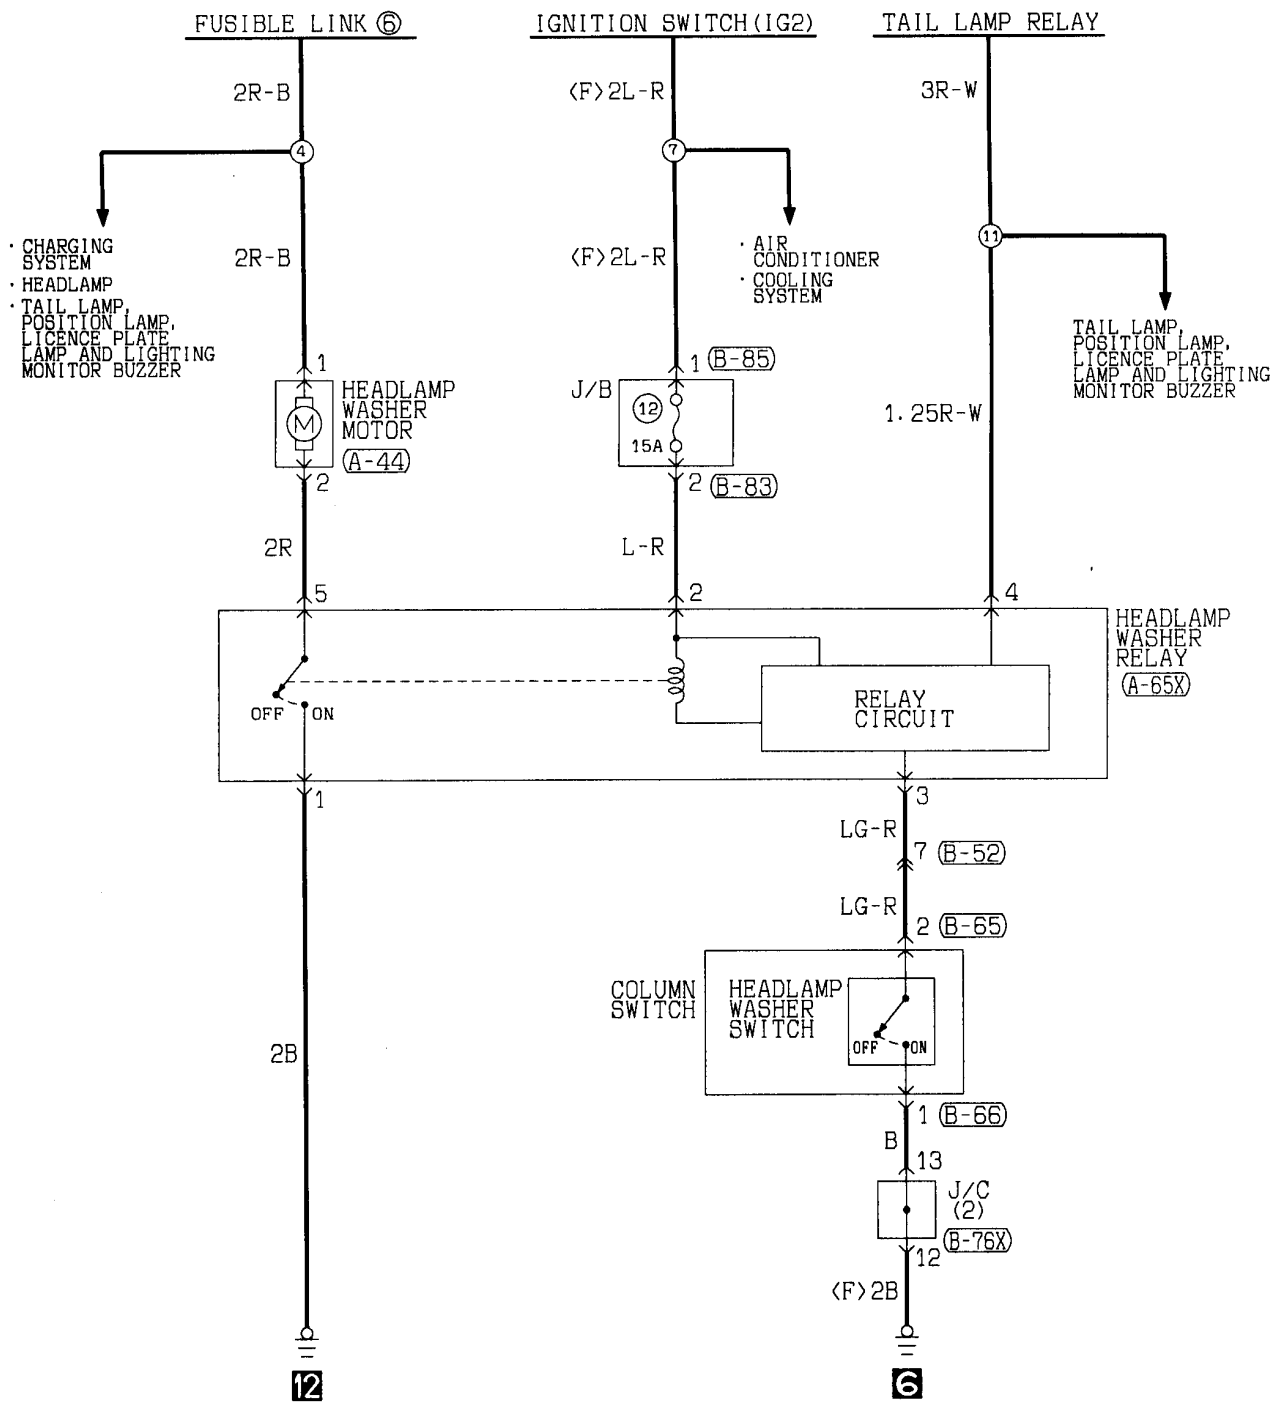 FUSIBLE LINK ⑥
IGNITION SWITCH(IG2)
TAIL LAMP RELAY
2R-B
<F>2L-R
3R-W
4
7
11
2R-B
<F>2L-R
· CHARGING
SYSTEM
· HEADLAMP
· TAIL LAMP,
POSITION LAMP,
LICENCE PLATE
LAMP AND LIGHTING
MONITOR BUZZER
· AIR
CONDITIONER
· COOLING
SYSTEM
TAIL LAMP,
POSITION LAMP,
LICENCE PLATE
LAMP AND LIGHTING
MONITOR BUZZER
1
HEADLAMP
WASHER
MOTOR
A-44
M
2
1 B-85
J/B
12
15A
2 B-83
1.25R-W
2R
L-R
5
2
4
HEADLAMP
WASHER
RELAY
A-65X
OFF
ON
RELAY
CIRCUIT
1
3
LG-R
7 B-52
LG-R
2 B-65
COLUMN
SWITCH
HEADLAMP
WASHER
SWITCH
OFF
ON
2B
1 B-66
B
13
J/C
(2)
B-76X
12
<F>2B
12
6